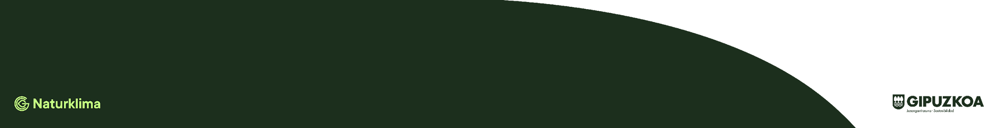 Naturklima
GIPUZKOA
Jasangarritasuna · Sostenibilidad